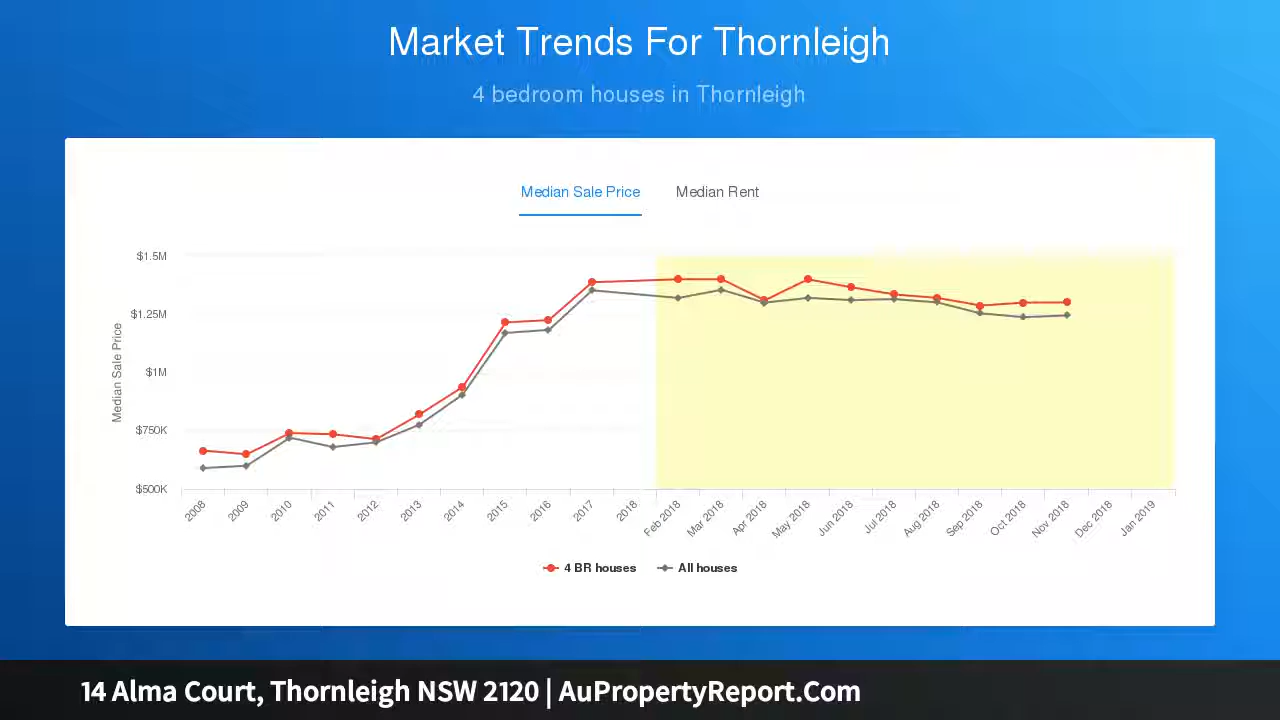 Market Trends For Thornleigh
4 bedroom houses in Thornleigh
Median Sale Price Median Rent
Median Sale Price
$1.5M
$1.25M
$1M
$750K
$500K
2008 2009 2010 2011 2012 2013 2014 2015 2016 2017 2018 Feb 2018 Mar 2018 Apr 2018 May 2018 Jun 2018 Jul 2018 Aug 2018 Sep 2018 Oct 2018 Nov 2018 Dec 2018 Jan 2019
4 BR houses All houses
14 Alma Court, Thornleigh NSW 2120 | AuPropertyReport.Com